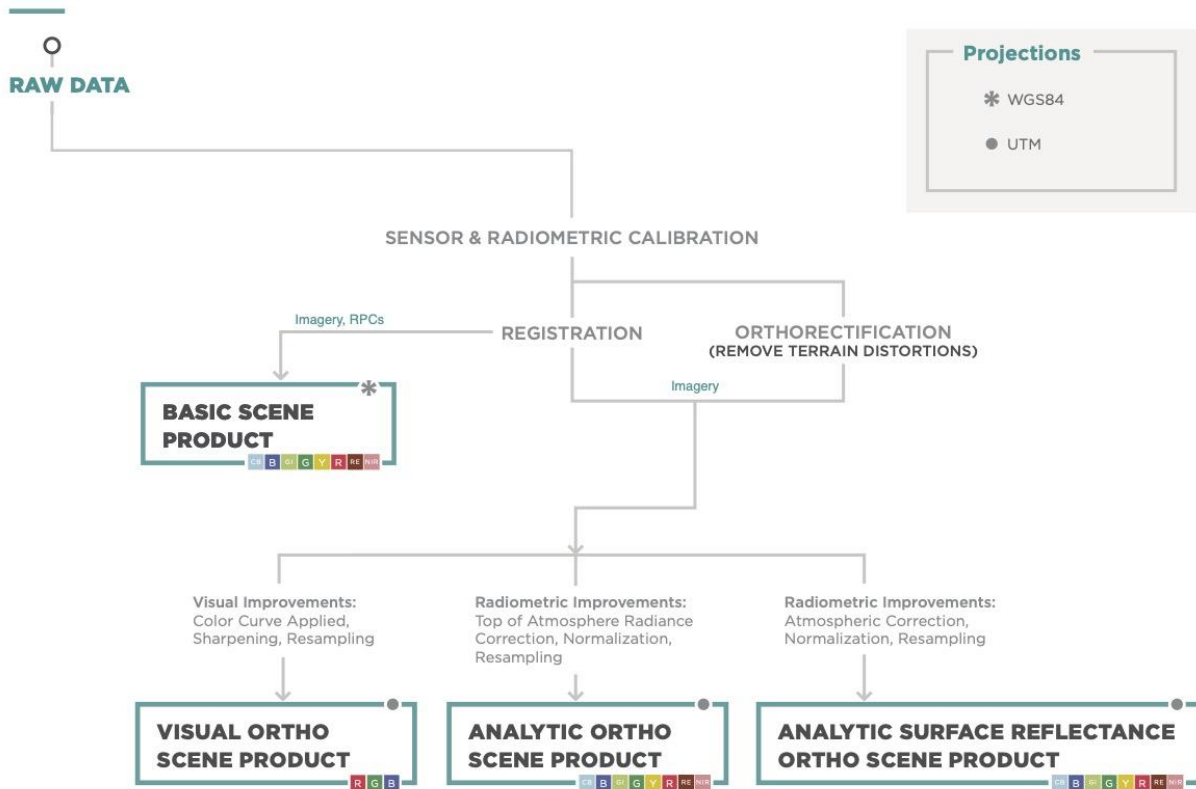 RAW DATA
Projections
WGS84
UTM
SENSOR & RADIOMETRIC CALIBRATION
Imagery, RPCs
REGISTRATION
ORTHORECTIFICATION
(REMOVE TERRAIN DISTORTIONS)
Imagery
BASIC SCENE
PRODUCT
CB B GI G Y R RE NIR
Visual Improvements:
Color Curve Applied,
Sharpening, Resampling
Radiometric Improvements:
Top of Atmosphere Radiance
Correction, Normalization,
Resampling
Radiometric Improvements:
Atmospheric Correction,
Normalization, Resampling
VISUAL ORTHO
SCENE PRODUCT
R G B
ANALYTIC ORTHO
SCENE PRODUCT
CB B GI G Y R RE NIR
ANALYTIC SURFACE REFLECTANCE
ORTHO SCENE PRODUCT
CB B GI G Y R RE NIR